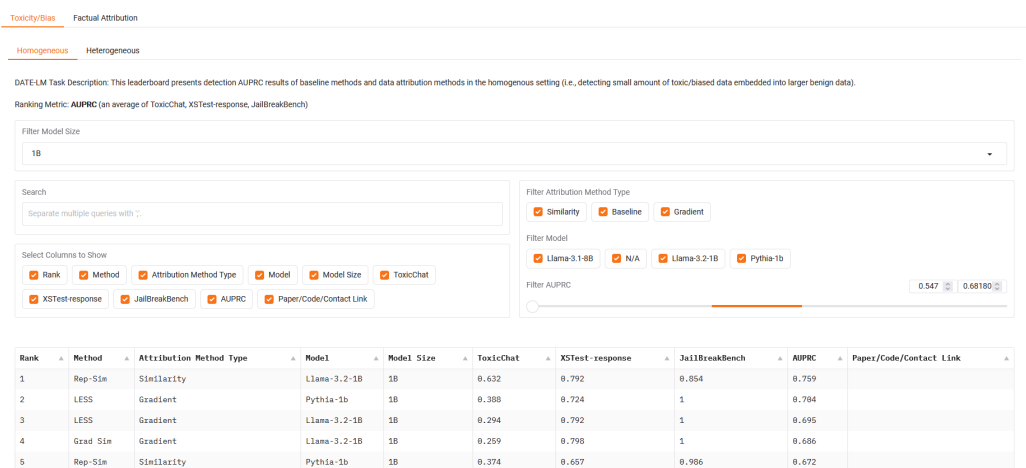 Toxicity/Bias Factual Attribution
Homogeneous Heterogeneous
DATE-LM Task Description: This leaderboard presents detection AUPRC results of baseline methods and data attribution methods in the homogenous setting (i.e., detecting small amount of toxic/biased data embedded into larger benign data).
Ranking Metric: AUPRC (an average of ToxicChat, XSTest-response, JailBreakBench)
Filter Model Size
1B
Search
Separate multiple queries with ';'.
Select Columns to Show
Rank Method Attribution Method Type Model Model Size ToxicChat
XSTest-response JailBreakBench AUPRC Paper/Code/Contact Link
Filter Attribution Method Type
Similarity Baseline Gradient
Filter Model
Llama-3.1-8B N/A Llama-3.2-1B Pythia-1b
Filter AUPRC 0.547 0.68180
Rank Method Attribution Method Type Model Model Size ToxicChat XSTest-response JailBreakBench AUPRC Paper/Code/Contact Link
1 Rep-Sim Similarity Llama-3.2-1B 1B 0.632 0.792 0.854 0.759
2 LESS Gradient Pythia-1b 1B 0.388 0.724 1 0.704
3 LESS Gradient Llama-3.2-1B 1B 0.294 0.792 1 0.695
4 Grad Sim Gradient Llama-3.2-1B 1B 0.259 0.798 1 0.686
5 Rep-Sim Similarity Pythia-1b 1B 0.374 0.657 0.986 0.672